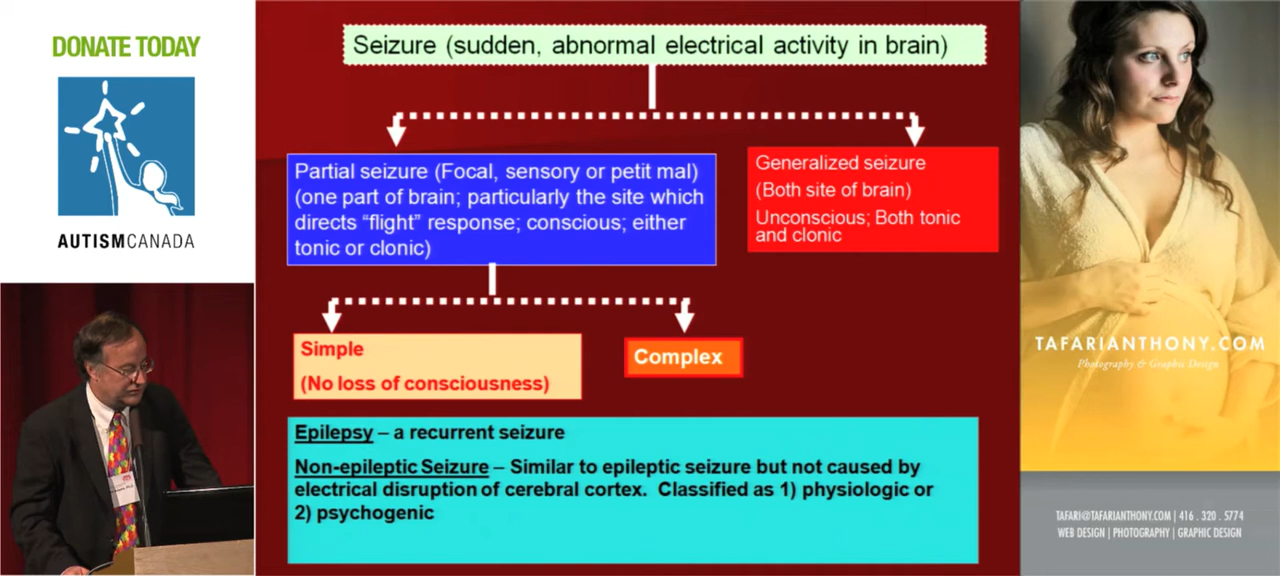 DONATE TODAY
AUTISMCANADA
Seizure (sudden, abnormal electrical activity in brain)
Partial seizure (Focal, sensory or petit mal)
(one part of brain; particularly the site which
directs “flight” response; conscious; either
tonic or clonic)
Generalized seizure
(Both site of brain)
Unconscious; Both tonic
and clonic
Simple
(No loss of consciousness)
Complex
Epilepsy – a recurrent seizure
Non-epileptic Seizure – Similar to epileptic seizure but not caused by
electrical disruption of cerebral cortex. Classified as 1) physiologic or
2) psychogenic
TAFARIANTHONY.COM
Photography & Graphic Design
TAFARI@TAFARIANTHONY.COM | 416 . 320 . 5774
WEB DESIGN | PHOTOGRAPHY | GRAPHIC DESIGN